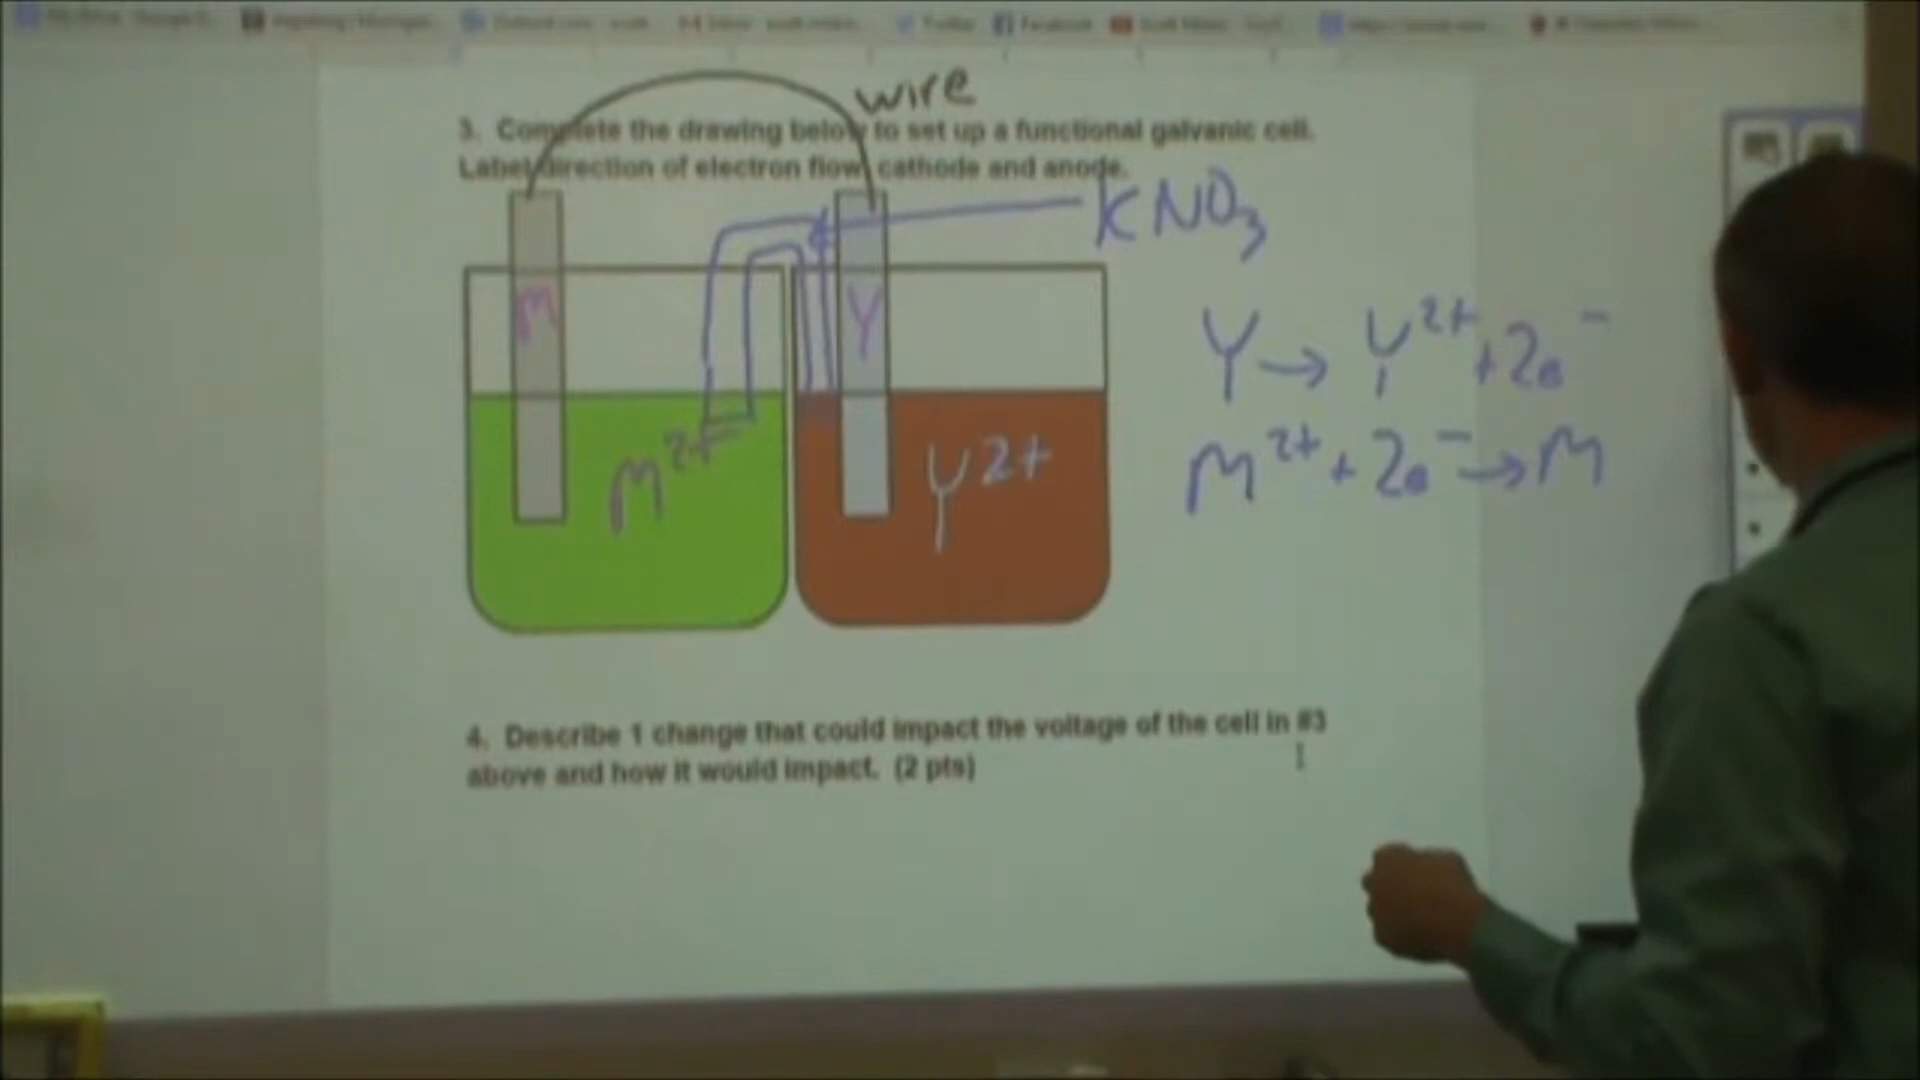 Twitter Facebook
wire
3. Complete the drawing below to set up a functional galvanic cell.
Label direction of electron flow, cathode and anode.
KNO3
M
Y
Y → Y2+ + 2e-
M2+
Y2+
M2+ + 2e- → M
4. Describe 1 change that could impact the voltage of the cell in #3
above and how it would impact. (2 pts)